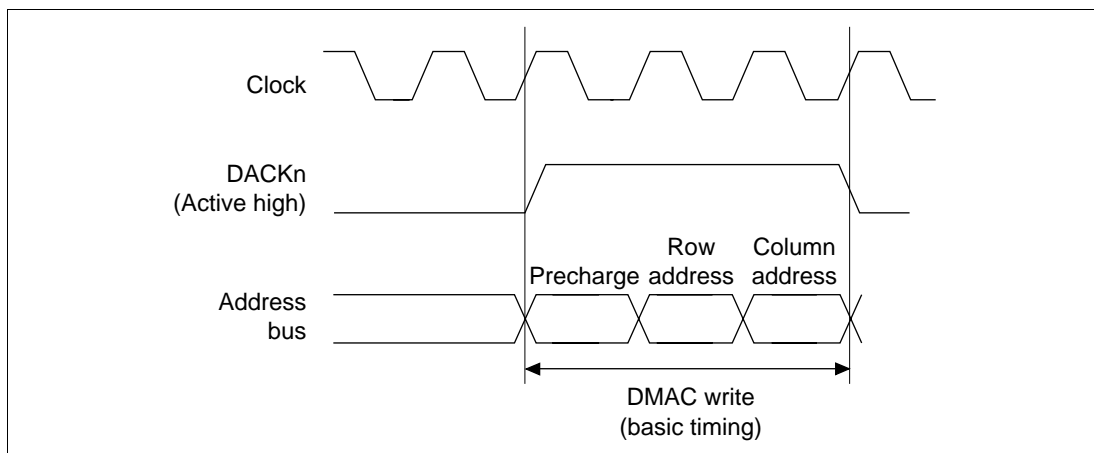 Clock
DACKn
(Active high)
Row
address
Column
address
Precharge
Address
bus
DMAC write
(basic timing)